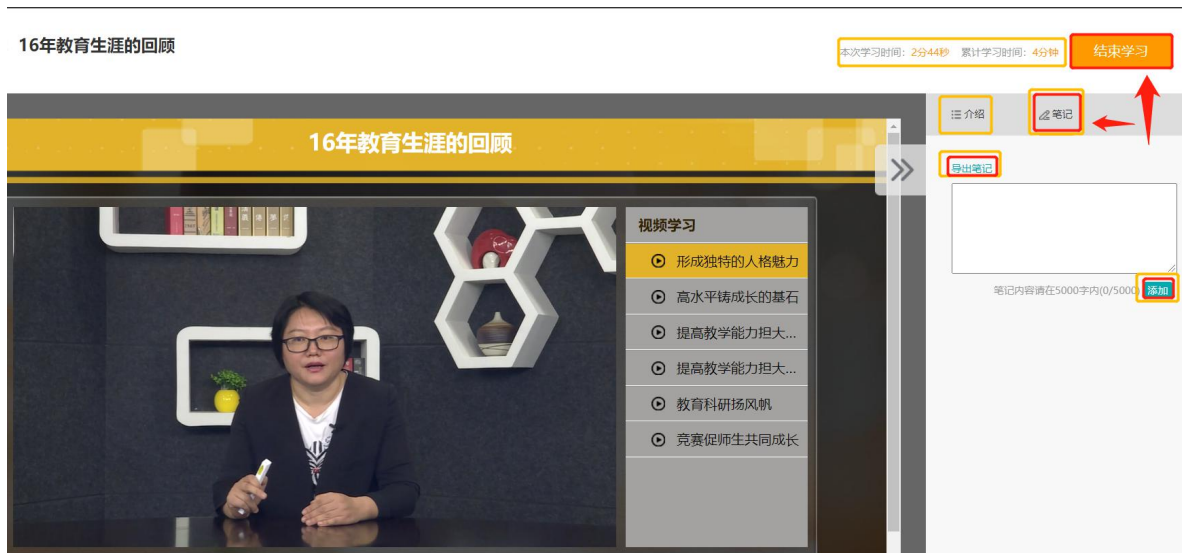 16年教育生涯的回顾
本次学习时间：2分44秒 累计学习时间：4分钟
结束学习
介绍
笔记
16年教育生涯的回顾
导出笔记
视频学习
形成独特的人格魅力
高水平铸成长的基石
提高教学能力担大...
提高教学能力担大...
教育科研扬风帆
竞赛促师生共同成长
笔记内容请在5000字内(0/5000)
添加